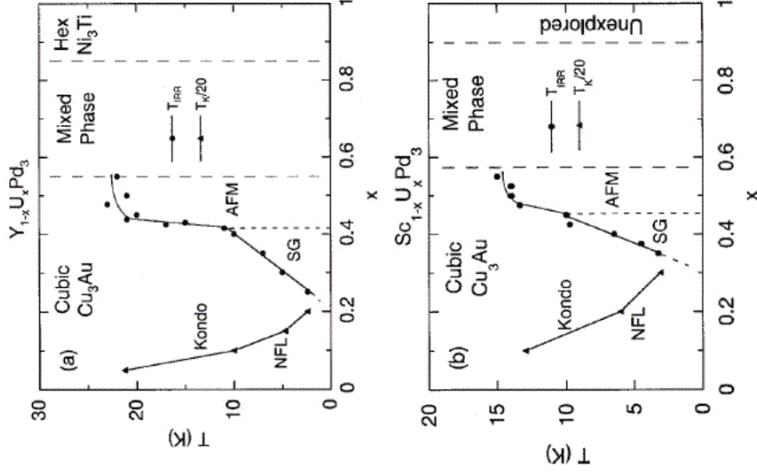 Y1-xUxPd3
(a)
Cubic
Cu3Au
Mixed
Phase
Hex
Ni3Ti
TIRR
TK/20
Kondo
NFL
SG
AFM
30
20
10
0
T (K)
0
0.2
0.4
0.6
0.8
1
x
Sc1-xUxPd3
(b)
Cubic
Cu3Au
Mixed
Phase
Unexplored
TIRR
TK/20
Kondo
NFL
SG
AFM
20
15
10
5
0
T (K)
0
0.2
0.4
0.6
0.8
1
x